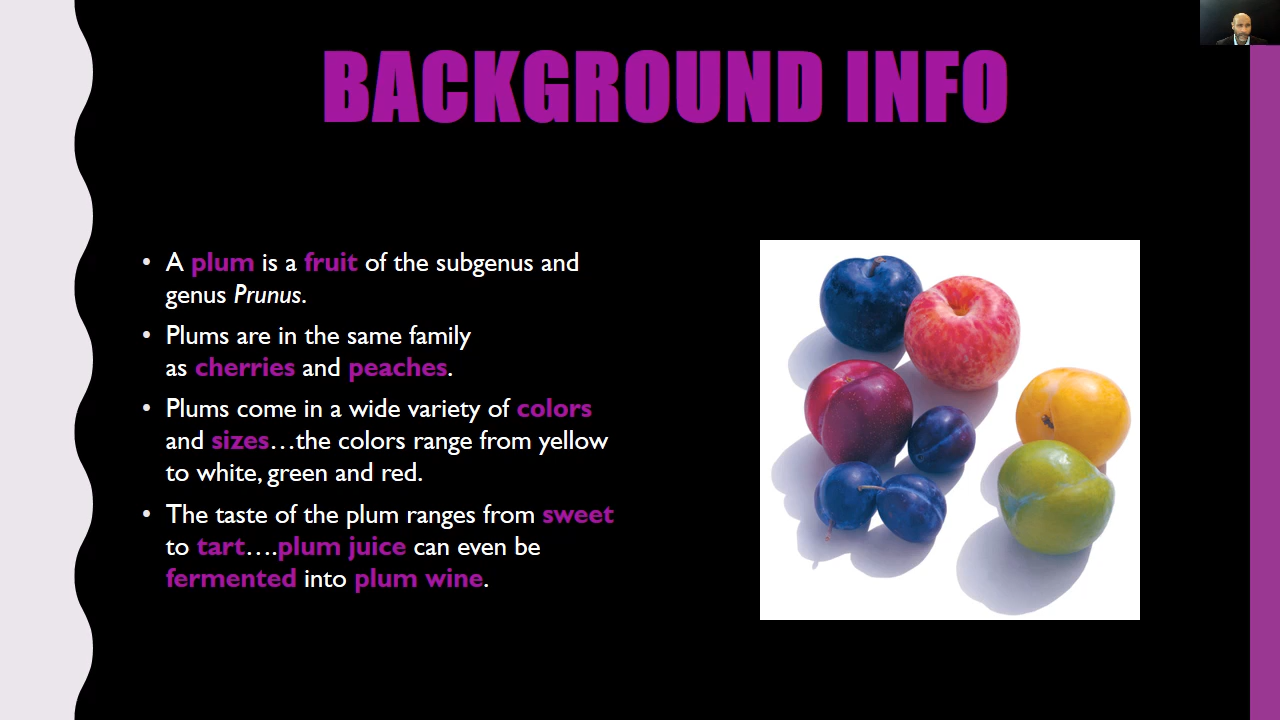 BACKGROUND INFO
• A plum is a fruit of the subgenus and
genus Prunus.
• Plums are in the same family
as cherries and peaches.
• Plums come in a wide variety of colors
and sizes…the colors range from yellow
to white, green and red.
• The taste of the plum ranges from sweet
to tart….plum juice can even be
fermented into plum wine.